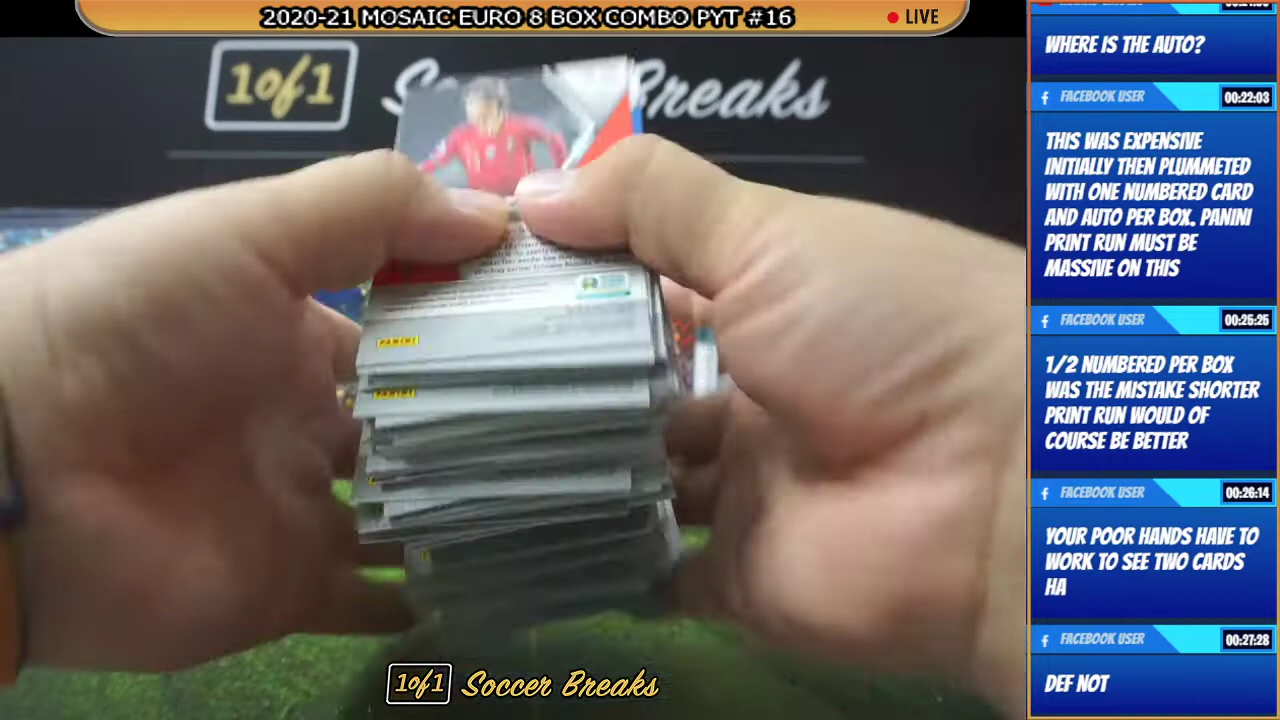 2020-21 MOSAIC EURO 8 BOX COMBO PYT #16
LIVE
1of1 Soccer Breaks
PANINI
PANINI
1of1 Soccer Breaks
WHERE IS THE AUTO?
FACEBOOK USER 00:22:03
THIS WAS EXPENSIVE
INITIALLY THEN PLUMMETED
WITH ONE NUMBERED CARD
AND AUTO PER BOX. PANINI
PRINT RUN MUST BE
MASSIVE ON THIS
FACEBOOK USER 00:25:25
1/2 NUMBERED PER BOX
WAS THE MISTAKE SHORTER
PRINT RUN WOULD OF
COURSE BE BETTER
FACEBOOK USER 00:26:14
YOUR POOR HANDS HAVE TO
WORK TO SEE TWO CARDS
HA
FACEBOOK USER 00:27:28
DEF NOT